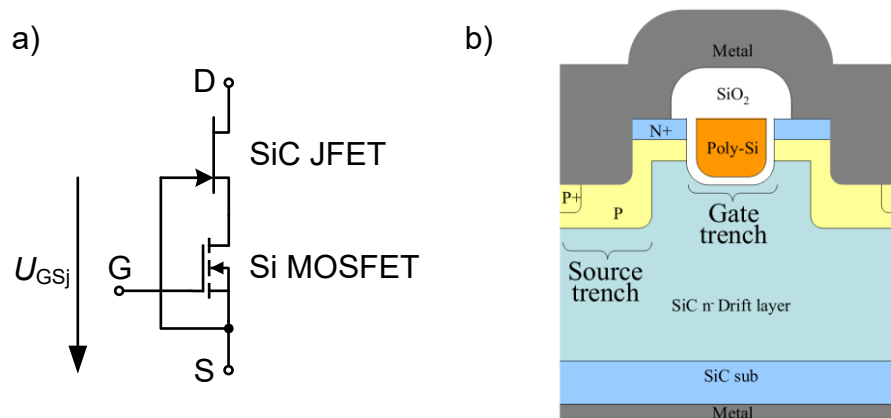 a)
D
SiC JFET
U_GSj
G
Si MOSFET
S
b)
Metal
SiO₂
N+
Poly-Si
P+
P
Gate
trench
Source
trench
SiC n⁻ Drift layer
SiC sub
Metal